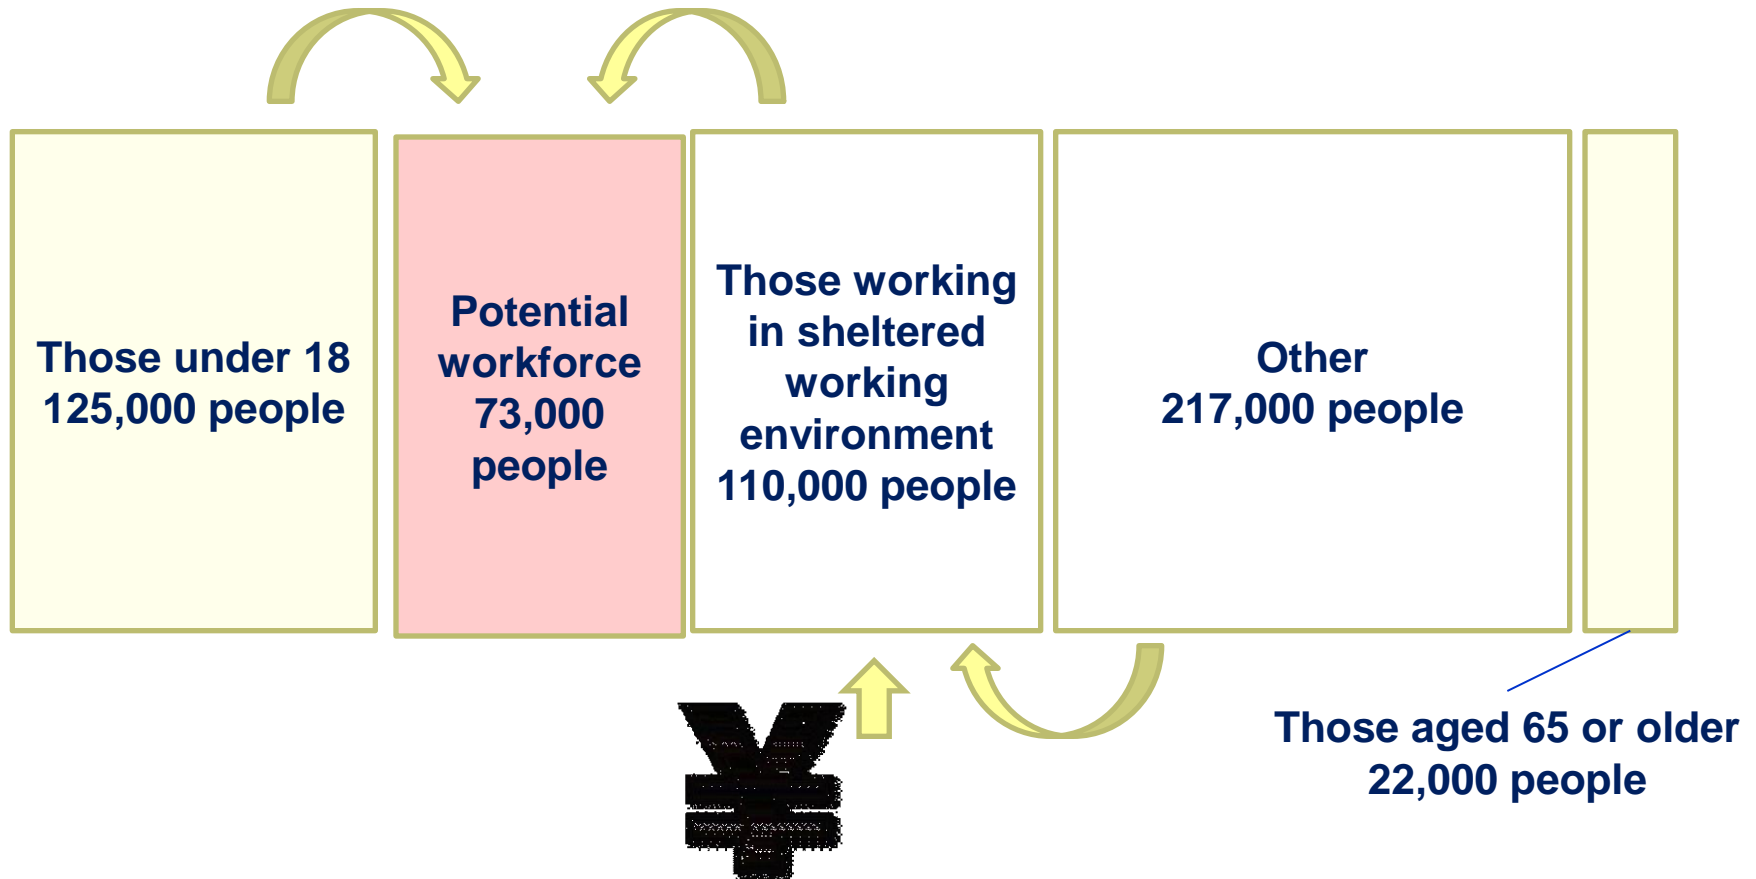 Those under 18
125,000 people
Potential
workforce
73,000
people
Those working
in sheltered
working
environment
110,000 people
Other
217,000 people
Those aged 65 or older
22,000 people
¥